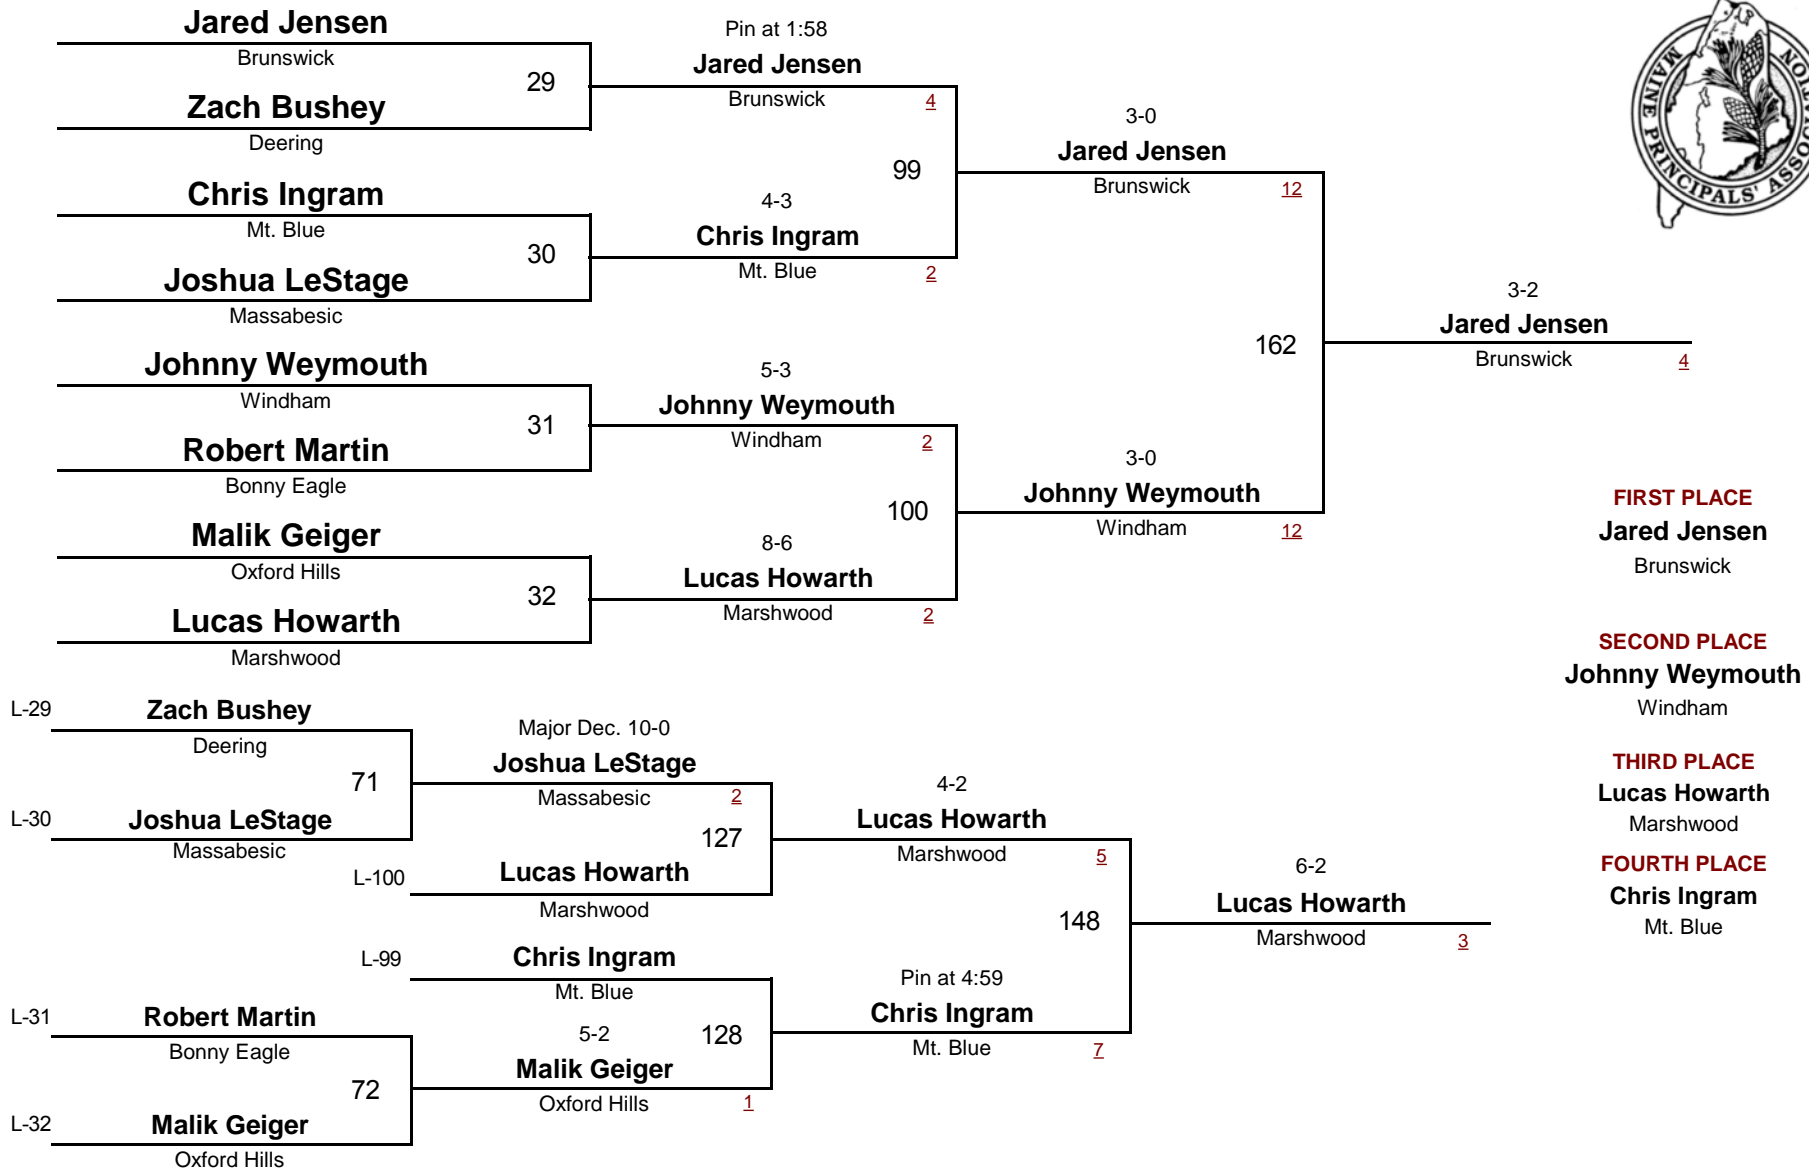 Jared Jensen
Brunswick
29
Zach Bushey
Deering
Chris Ingram
Mt. Blue
30
Joshua LeStage
Massabesic
Johnny Weymouth
Windham
31
Robert Martin
Bonny Eagle
Malik Geiger
Oxford Hills
32
Lucas Howarth
Marshwood
Pin at 1:58
Jared Jensen
Brunswick 4
99
4-3
Chris Ingram
Mt. Blue 2
5-3
Johnny Weymouth
Windham 2
100
8-6
Lucas Howarth
Marshwood 2
3-0
Jared Jensen
Brunswick 12
162
3-0
Johnny Weymouth
Windham 12
3-2
Jared Jensen
Brunswick 4
MAINE PRINCIPALS' ASSOCIATION
FIRST PLACE
Jared Jensen
Brunswick
SECOND PLACE
Johnny Weymouth
Windham
THIRD PLACE
Lucas Howarth
Marshwood
FOURTH PLACE
Chris Ingram
Mt. Blue
L-29 Zach Bushey
Deering
71
L-30 Joshua LeStage
Massabesic
L-31 Robert Martin
Bonny Eagle
72
L-32 Malik Geiger
Oxford Hills
Major Dec. 10-0
Joshua LeStage
Massabesic 2
127
L-100 Lucas Howarth
Marshwood
L-99 Chris Ingram
Mt. Blue
5-2 128
Malik Geiger
Oxford Hills 1
4-2
Lucas Howarth
Marshwood 5
148
Pin at 4:59
Chris Ingram
Mt. Blue 7
6-2
Lucas Howarth
Marshwood 3